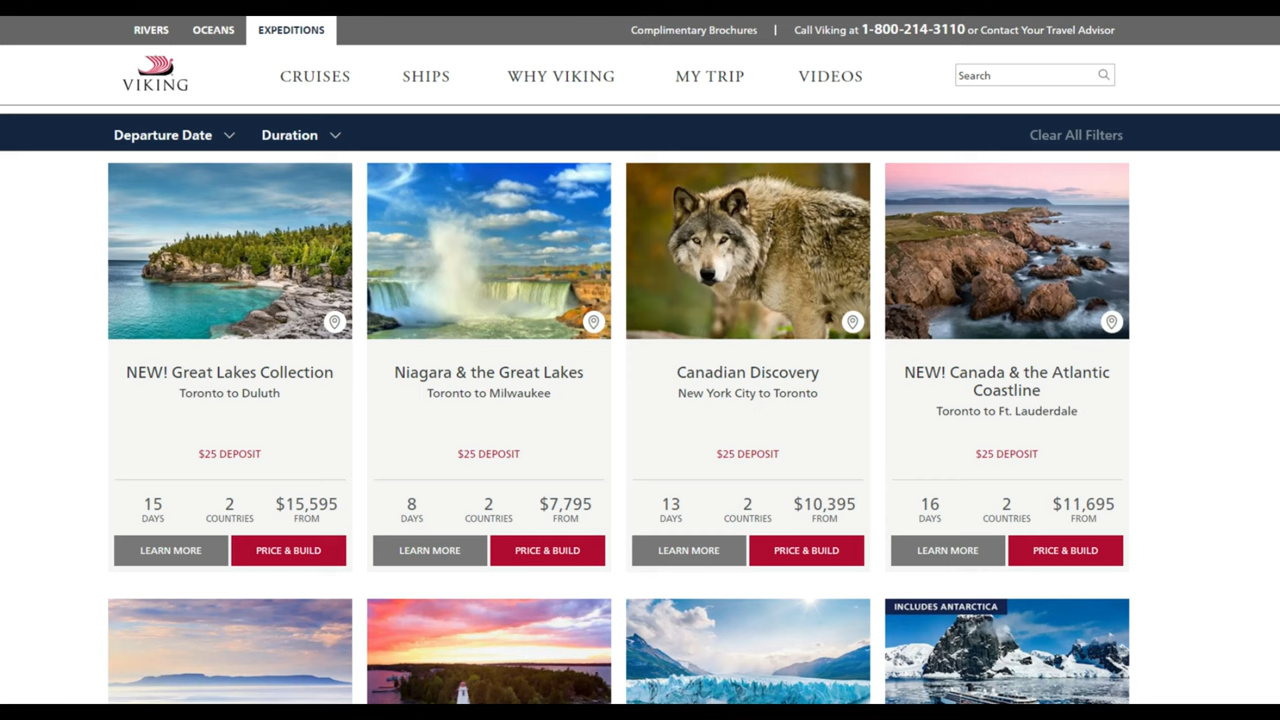 RIVERS OCEANS EXPEDITIONS Complimentary Brochures | Call Viking at 1-800-214-3110 or Contact Your Travel Advisor
VIKING CRUISES SHIPS WHY VIKING MY TRIP VIDEOS Search
Departure Date Duration Clear All Filters
NEW! Great Lakes Collection
Toronto to Duluth
$25 DEPOSIT
15 2 $15,595
DAYS COUNTRIES FROM
LEARN MORE PRICE & BUILD
Niagara & the Great Lakes
Toronto to Milwaukee
$25 DEPOSIT
8 2 $7,795
DAYS COUNTRIES FROM
LEARN MORE PRICE & BUILD
Canadian Discovery
New York City to Toronto
$25 DEPOSIT
13 2 $10,395
DAYS COUNTRIES FROM
LEARN MORE PRICE & BUILD
NEW! Canada & the Atlantic
Coastline
Toronto to Ft. Lauderdale
$25 DEPOSIT
16 2 $11,695
DAYS COUNTRIES FROM
LEARN MORE PRICE & BUILD
INCLUDES ANTARCTICA